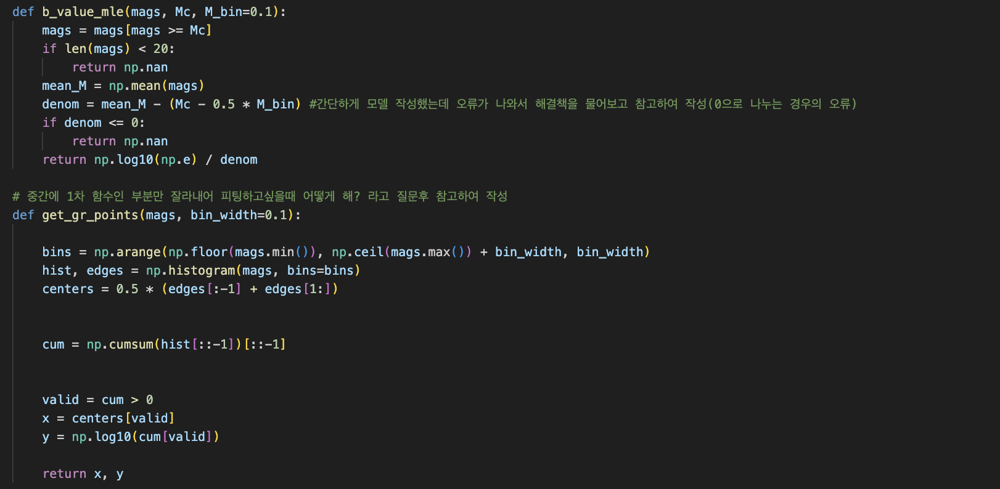 def b_value_mle(mags, Mc, M_bin=0.1):
    mags = mags[mags >= Mc]
    if len(mags) < 20:
        return np.nan
    mean_M = np.mean(mags)
    denom = mean_M - (Mc - 0.5 * M_bin) #간단하게 모델 작성했는데 오류가 나와서 해결책을 물어보고 참고하여 작성(0으로 나누는 경우의 오류)
    if denom <= 0:
        return np.nan
    return np.log10(np.e) / denom
# 중간에 1차 함수인 부분만 잘라내어 피팅하고싶을때 어떻게 해? 라고 질문후 참고하여 작성
def get_gr_points(mags, bin_width=0.1):
    bins = np.arange(np.floor(mags.min()), np.ceil(mags.max()) + bin_width, bin_width)
    hist, edges = np.histogram(mags, bins=bins)
    centers = 0.5 * (edges[:-1] + edges[1:])
    cum = np.cumsum(hist[::-1])[::-1]
    valid = cum > 0
    x = centers[valid]
    y = np.log10(cum[valid])
    return x, y